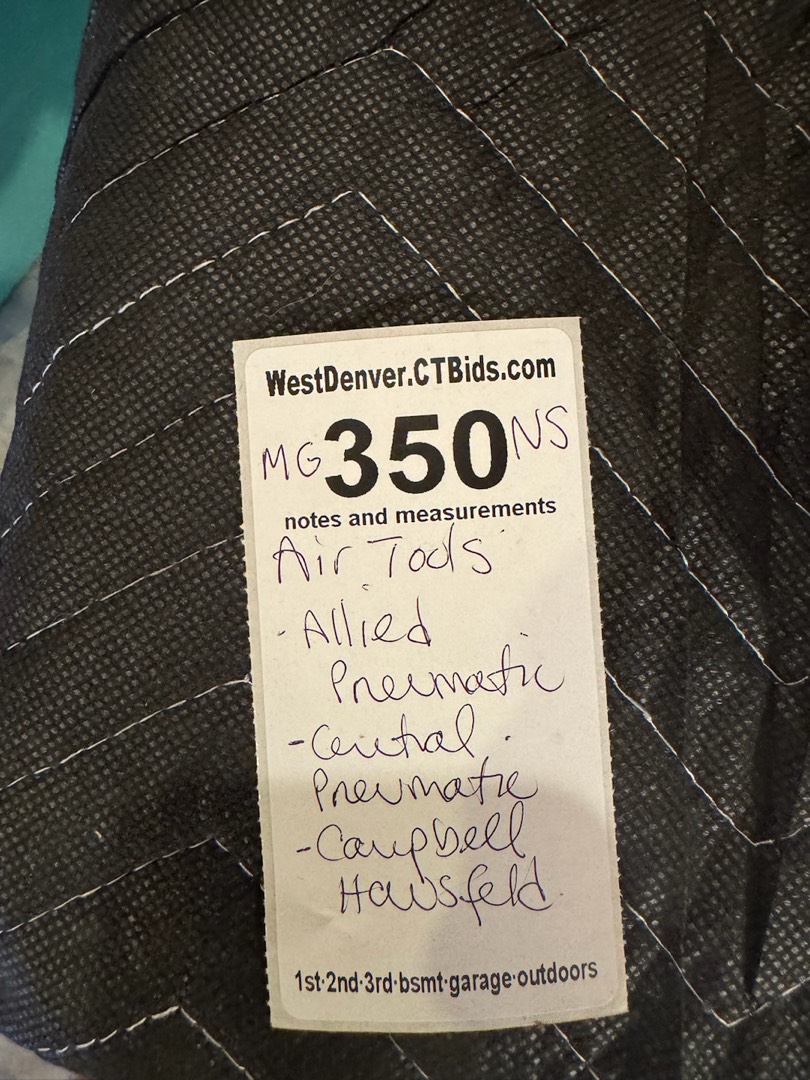 WestDenver.CTBids.com
MG 350 NS
notes and measurements
Air Tools
- Allied
Pneumatic
- Central
Pneumatic
- Campbell
Hausfeld
1st·2nd·3rd·bsmt·garage·outdoors